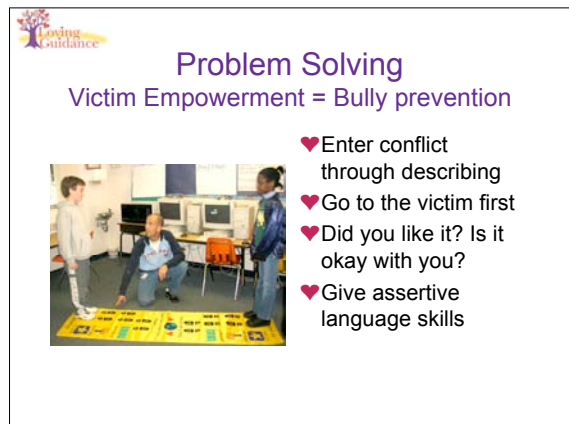 Loving
Guidance
Problem Solving
Victim Empowerment = Bully prevention
Enter conflict
through describing
Go to the victim first
Did you like it? Is it
okay with you?
Give assertive
language skills